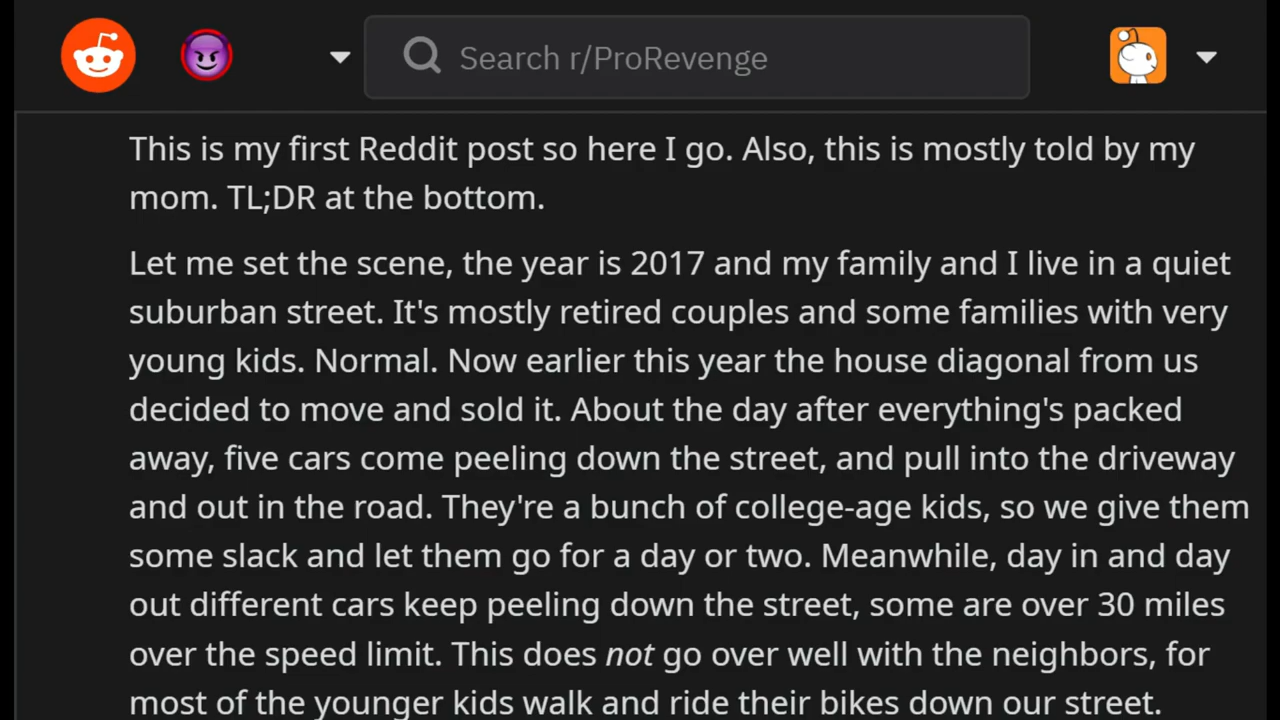 Search r/ProRevenge
This is my first Reddit post so here I go. Also, this is mostly told by my
mom. TL;DR at the bottom.
Let me set the scene, the year is 2017 and my family and I live in a quiet
suburban street. It's mostly retired couples and some families with very
young kids. Normal. Now earlier this year the house diagonal from us
decided to move and sold it. About the day after everything's packed
away, five cars come peeling down the street, and pull into the driveway
and out in the road. They're a bunch of college-age kids, so we give them
some slack and let them go for a day or two. Meanwhile, day in and day
out different cars keep peeling down the street, some are over 30 miles
over the speed limit. This does not go over well with the neighbors, for
most of the younger kids walk and ride their bikes down our street.